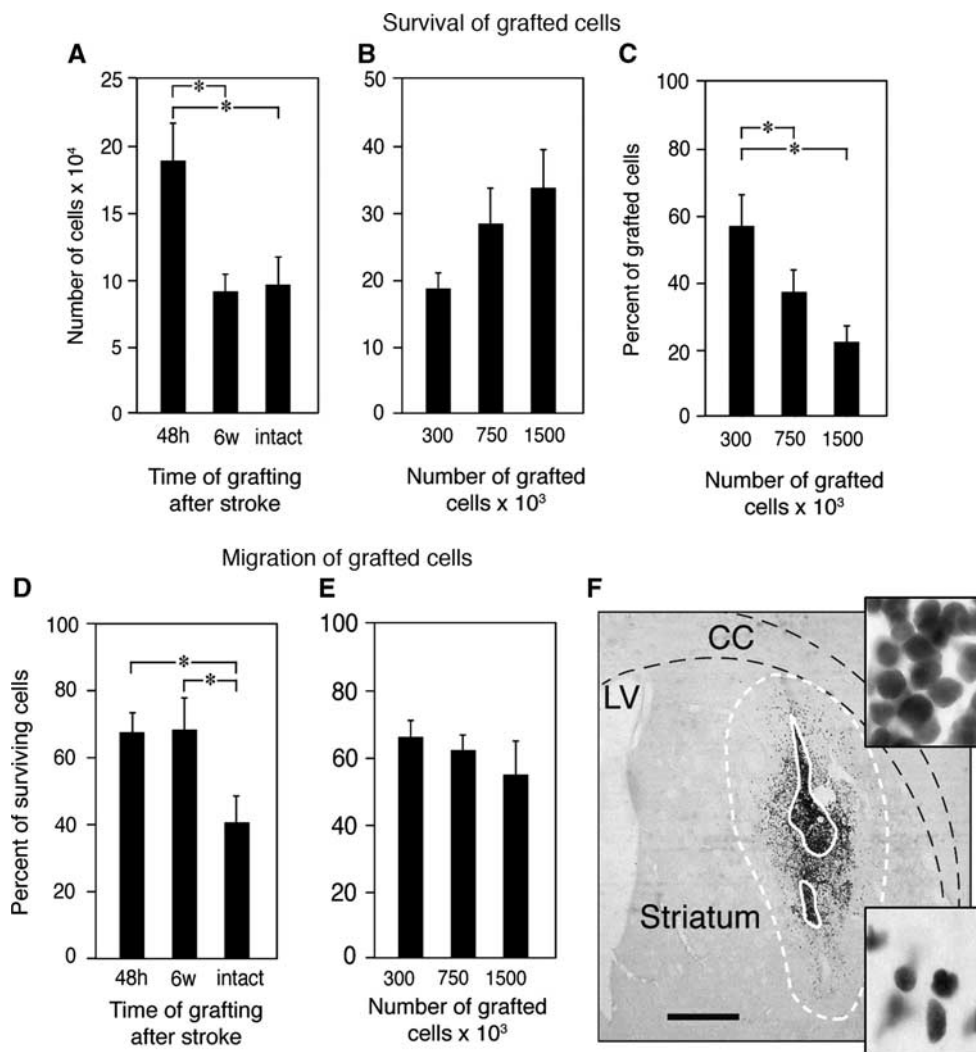 Survival of grafted cells
A
Number of cells x 10⁴
25
20
15
10
5
0
*
*
48h 6w intact
Time of grafting
after stroke
B
50
40
30
20
10
0
300 750 1500
Number of grafted
cells x 10³
C
Percent of grafted cells
100
80
60
40
20
0
*
*
300 750 1500
Number of grafted
cells x 10³
Migration of grafted cells
D
Percent of surviving cells
100
80
60
40
20
0
*
*
48h 6w intact
Time of grafting
after stroke
E
100
80
60
40
20
0
300 750 1500
Number of grafted
cells x 10³
F
CC
LV
Striatum